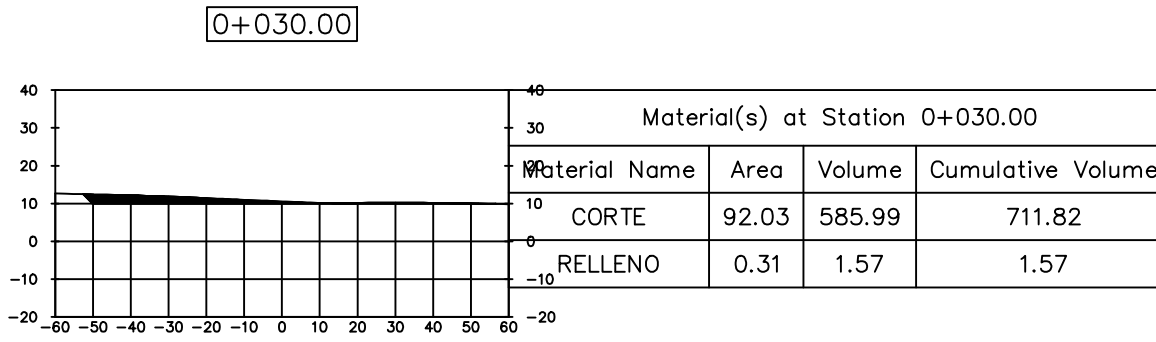 0+030.00
40 40
Material(s) at Station 0+030.00
30 30
20 20
Material Name Area Volume Cumulative Volume
10 10
CORTE 92.03 585.99 711.82
0 0
RELLENO 0.31 1.57 1.57
-10 -10
-20 -20
-60 -50 -40 -30 -20 -10 0 10 20 30 40 50 60